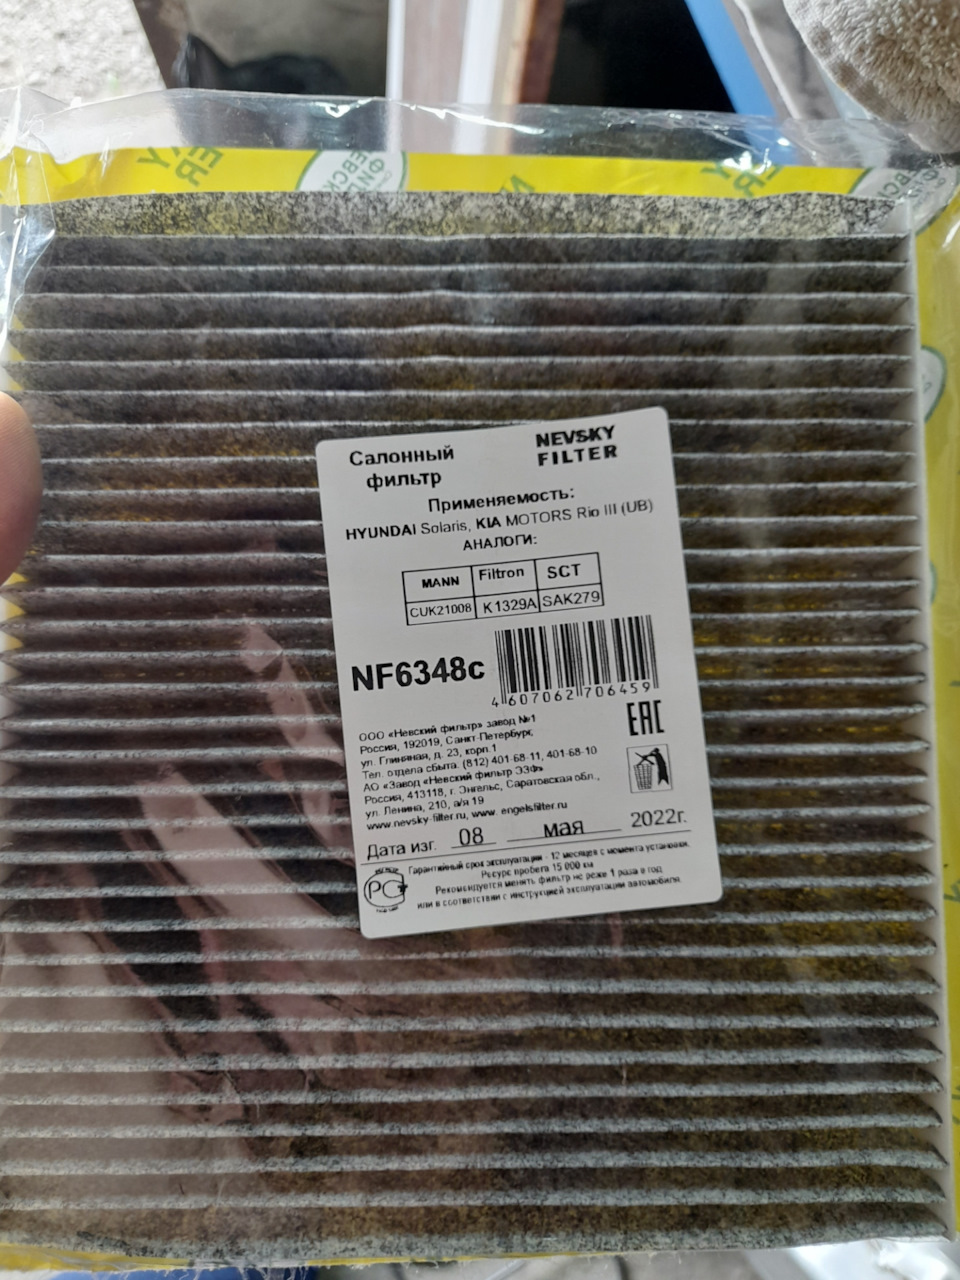 Салонный
фильтр
NEVSKY
FILTER
Применяемость:
HYUNDAI Solaris, KIA MOTORS Rio III (UB)
АНАЛОГИ:
MANN Filtron SCT
CUK21008 K1329A SAK279
NF6348c
4 607062 706459
EAC
ООО «Невский фильтр» завод №1
Россия, 192019, Санкт-Петербург,
ул. Глиняная, д. 23, корп.1
Тел. отдела сбыта. (812) 401-68-11, 401-68-10
АО «Завод «Невский фильтр ЭЗФ»
Россия, 413118, г. Энгельс, Саратовская обл.,
ул. Ленина, 210, а/я 19
www.nevsky-filter.ru, www. engelsfilter.ru
Дата изг. 08 мая 2022г.
Гарантийный срок эксплуатации - 12 месяцев с момента установки.
Ресурс пробега 15 000 км
Рекомендуется менять фильтр не реже 1 раза в год
или в соответствии с инструкцией эксплуатации автомобиля.